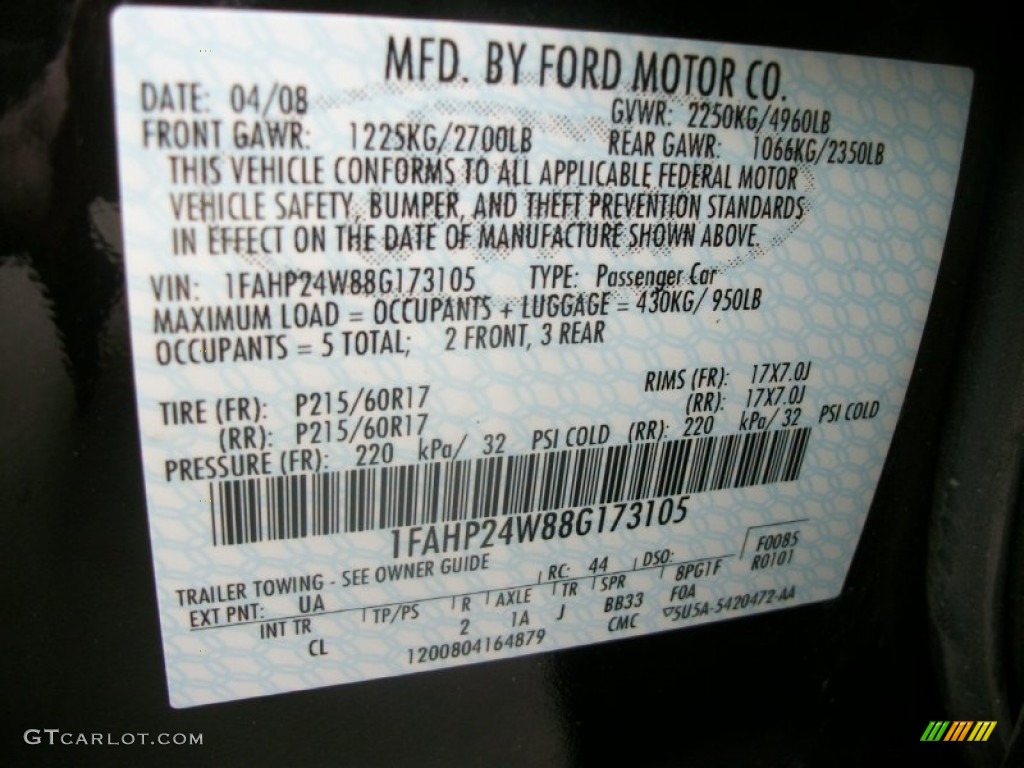 MFD. BY FORD MOTOR CO.
DATE: 04/08 GVWR: 2250KG/4960LB
FRONT GAWR: 1225KG/2700LB REAR GAWR: 1066KG/2350LB
THIS VEHICLE CONFORMS TO ALL APPLICABLE FEDERAL MOTOR
VEHICLE SAFETY, BUMPER, AND THEFT PREVENTION STANDARDS
IN EFFECT ON THE DATE OF MANUFACTURE SHOWN ABOVE.
VIN: 1FAHP24W88G173105 TYPE: Passenger Car
MAXIMUM LOAD = OCCUPANTS + LUGGAGE = 430KG/ 950LB
OCCUPANTS = 5 TOTAL; 2 FRONT, 3 REAR
TIRE (FR): P215/60R17 RIMS (FR): 17X7.0J
(RR): P215/60R17 (RR): 17X7.0J
PRESSURE (FR): 220 kPa/ 32 PSI COLD (RR): 220 kPa/ 32 PSI COLD
1FAHP24W88G173105
TRAILER TOWING - SEE OWNER GUIDE
EXT PNT: UA RC: 44 DSO: F0085
INT TR TP/PS R AXLE TR SPR 8PG1F R0101
CL 2 1A J BB33 F0A
1200804164879 CMC ▽5U5A-5420472-AA
GTCARLOT.COM